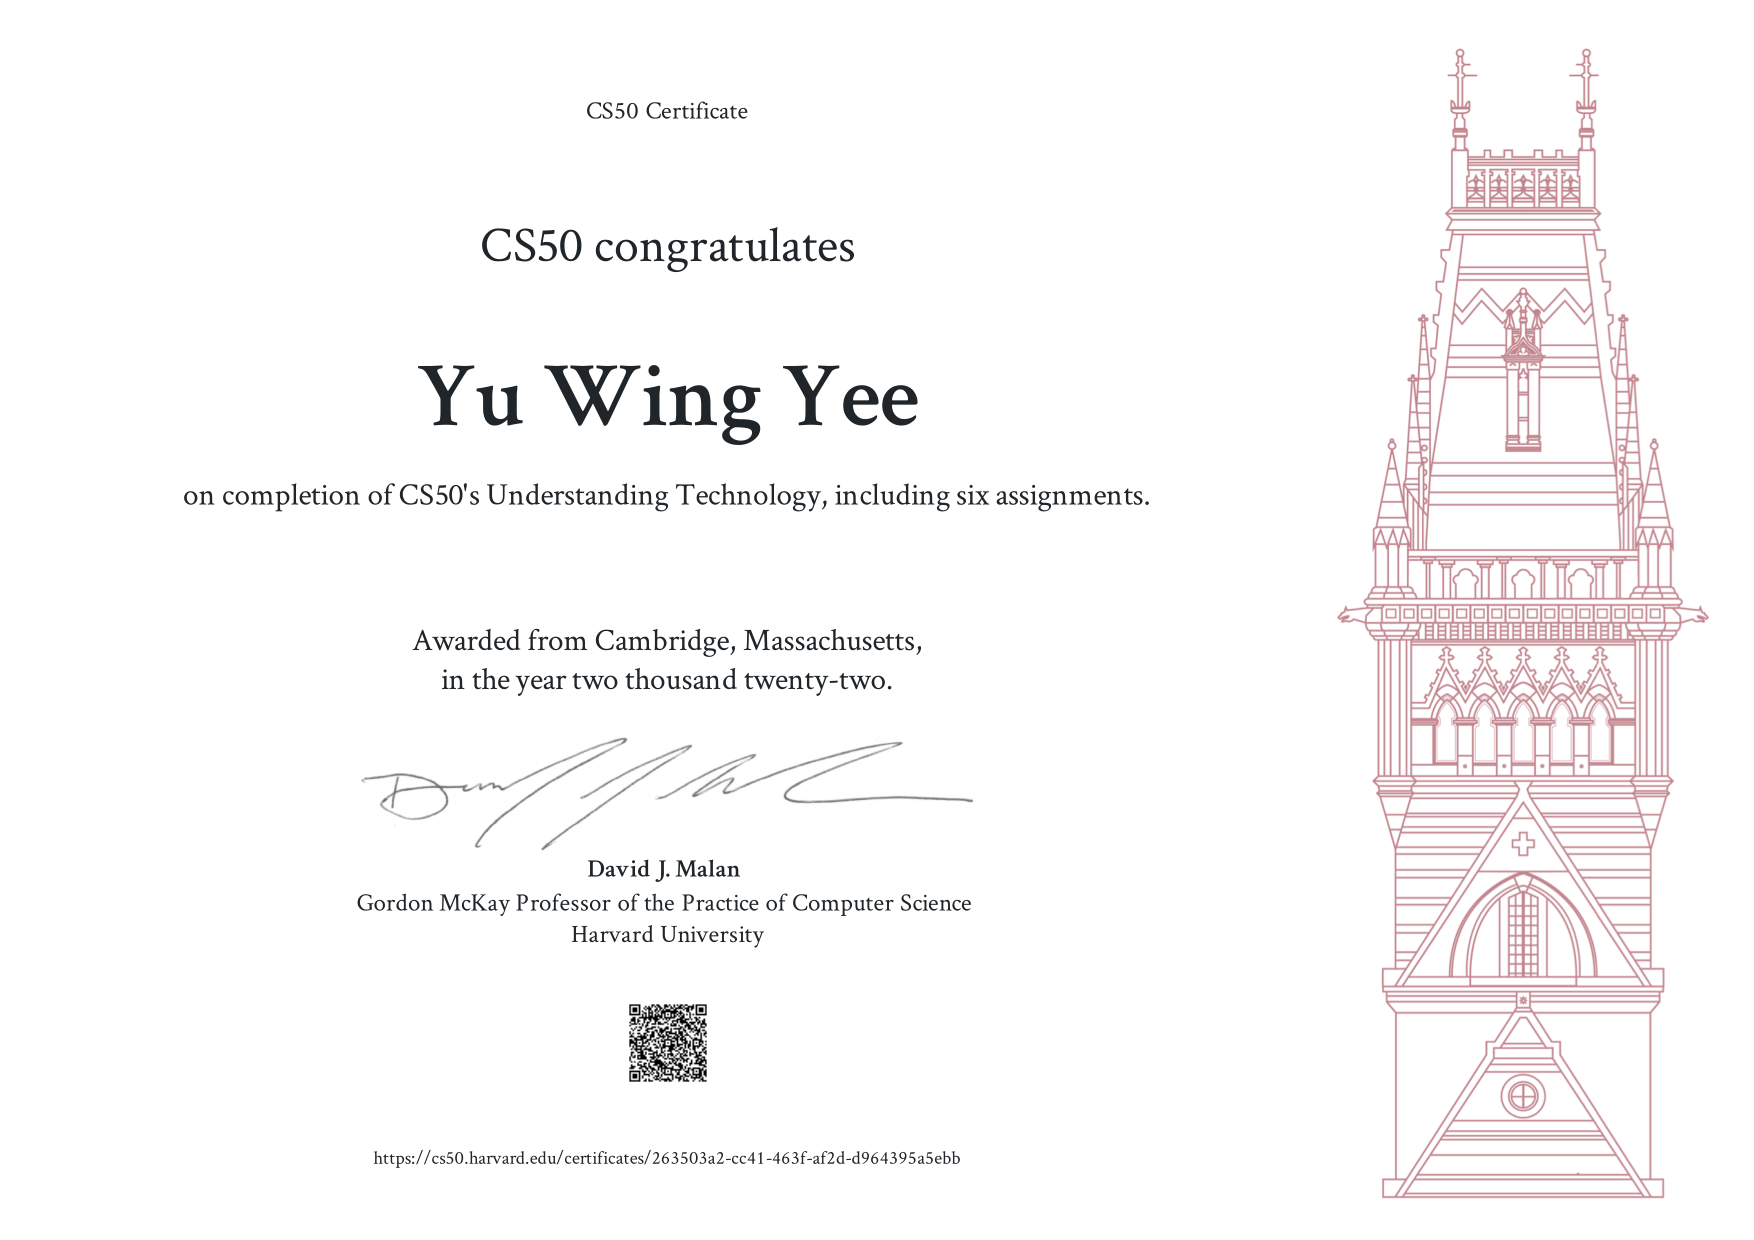 CS50 Certificate
CS50 congratulates
Yu Wing Yee
on completion of CS50's Understanding Technology, including six assignments.
Awarded from Cambridge, Massachusetts,
in the year two thousand twenty-two.
David J. Malan
Gordon McKay Professor of the Practice of Computer Science
Harvard University
https://cs50.harvard.edu/certificates/263503a2-cc41-463f-af2d-d964395a5ebb